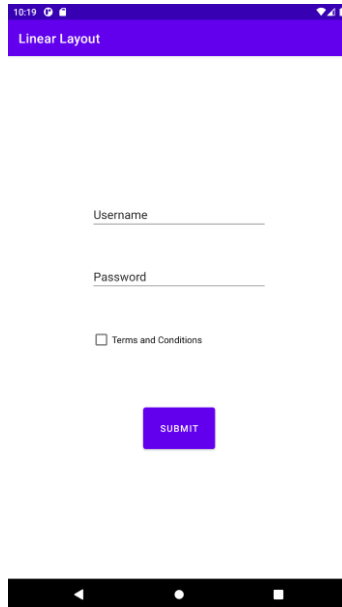 10:19
Linear Layout
Username
Password
Terms and Conditions
SUBMIT